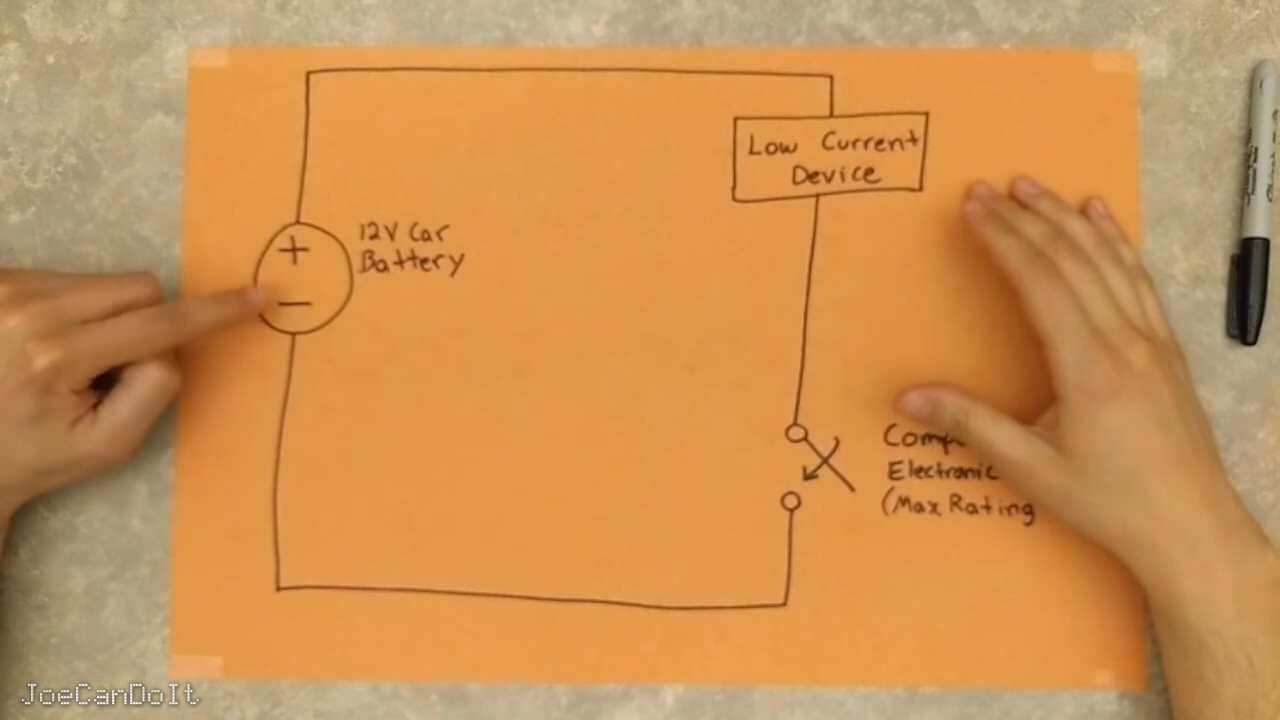 Low Current
Device
12V Car
Battery
+
−
Electronic
(Max Rating
JoeCanDoIt